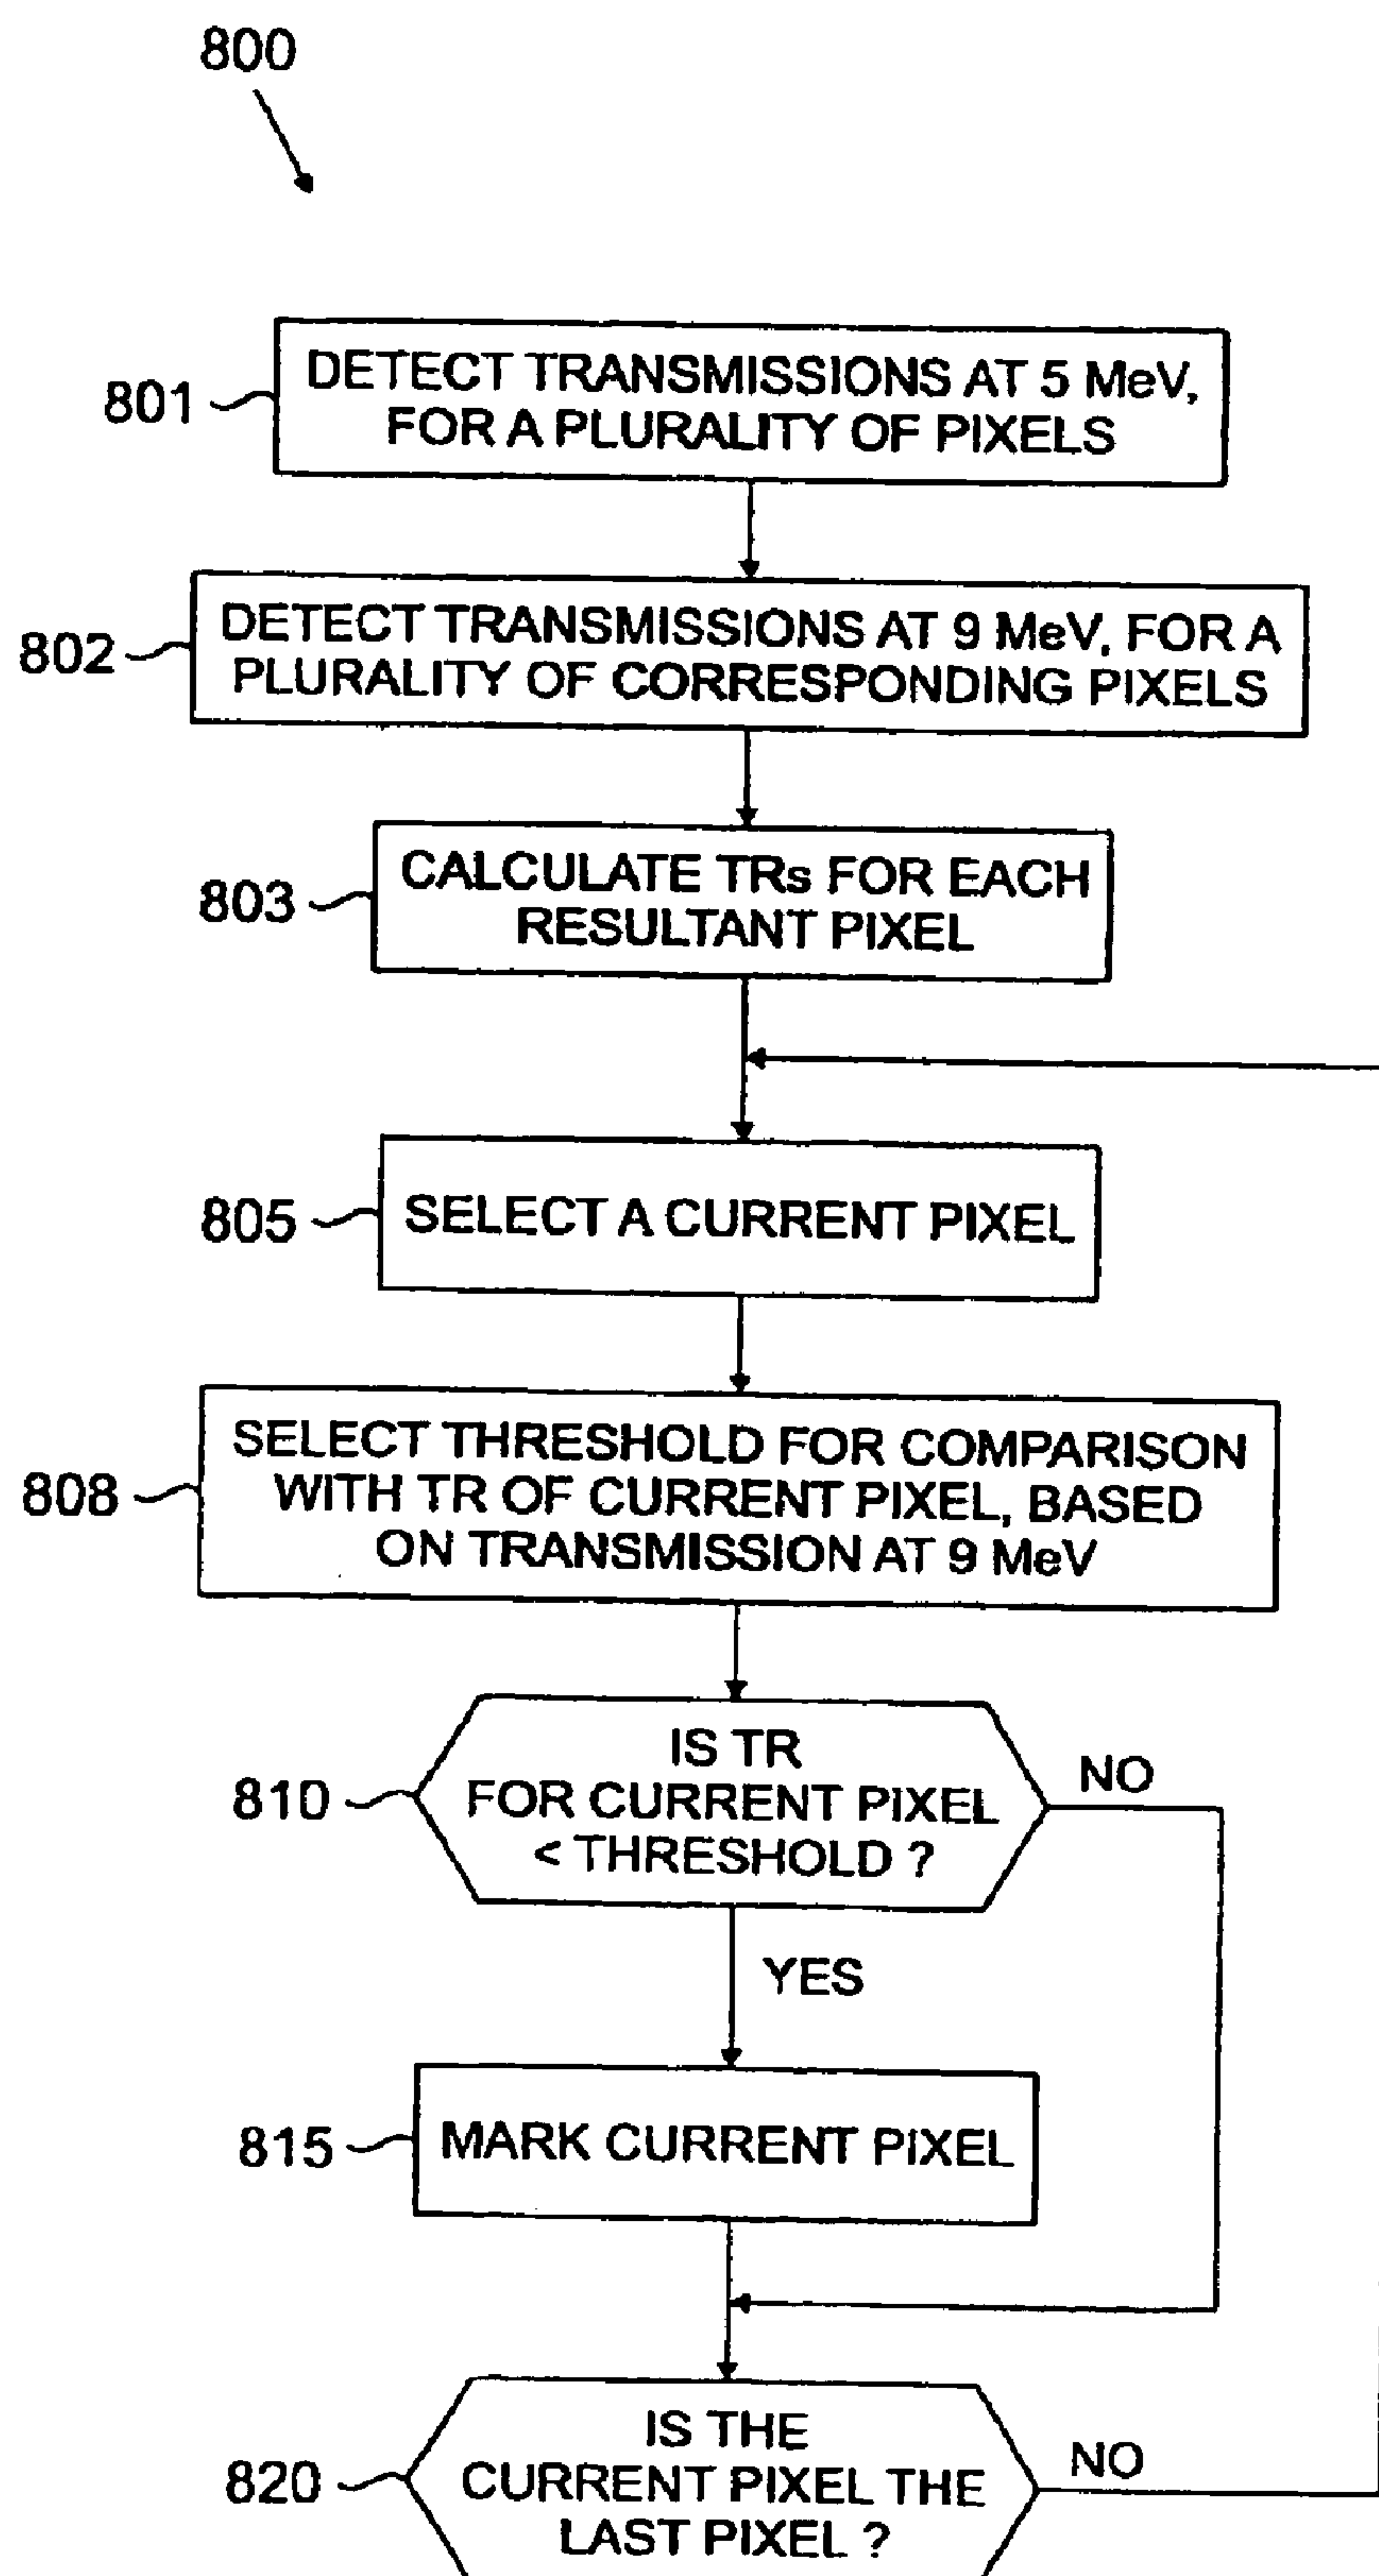 800
801
DETECT TRANSMISSIONS AT 5 MeV,
FOR A PLURALITY OF PIXELS
802
DETECT TRANSMISSIONS AT 9 MeV, FOR A
PLURALITY OF CORRESPONDING PIXELS
803
CALCULATE TRs FOR EACH
RESULTANT PIXEL
805
SELECT A CURRENT PIXEL
808
SELECT THRESHOLD FOR COMPARISON
WITH TR OF CURRENT PIXEL, BASED
ON TRANSMISSION AT 9 MeV
810
IS TR
FOR CURRENT PIXEL
< THRESHOLD ?
NO
YES
815
MARK CURRENT PIXEL
820
IS THE
CURRENT PIXEL THE
LAST PIXEL ?
NO